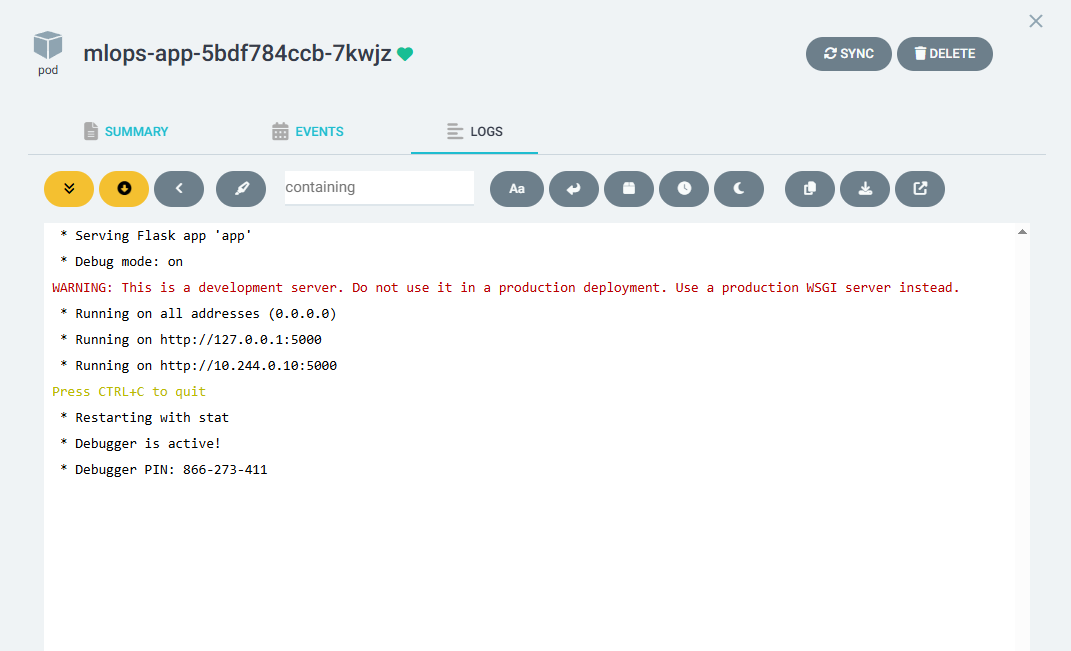 mlops-app-5bdf784ccb-7kwjz
pod
SYNC
DELETE
SUMMARY
EVENTS
LOGS
containing
Aa
* Serving Flask app 'app'
* Debug mode: on
WARNING: This is a development server. Do not use it in a production deployment. Use a production WSGI server instead.
* Running on all addresses (0.0.0.0)
* Running on http://127.0.0.1:5000
* Running on http://10.244.0.10:5000
Press CTRL+C to quit
* Restarting with stat
* Debugger is active!
* Debugger PIN: 866-273-411